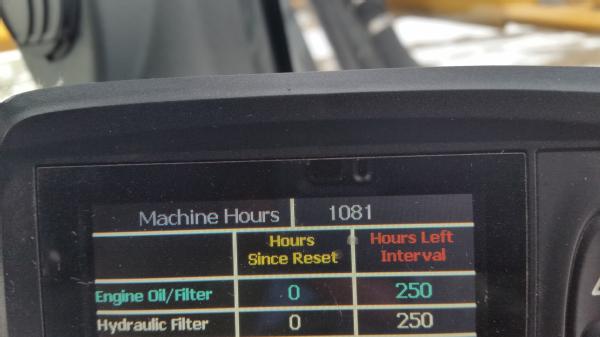 Machine Hours 1081
Hours Since Reset Hours Left Interval
Engine Oil/Filter 0 250
Hydraulic Filter 0 250